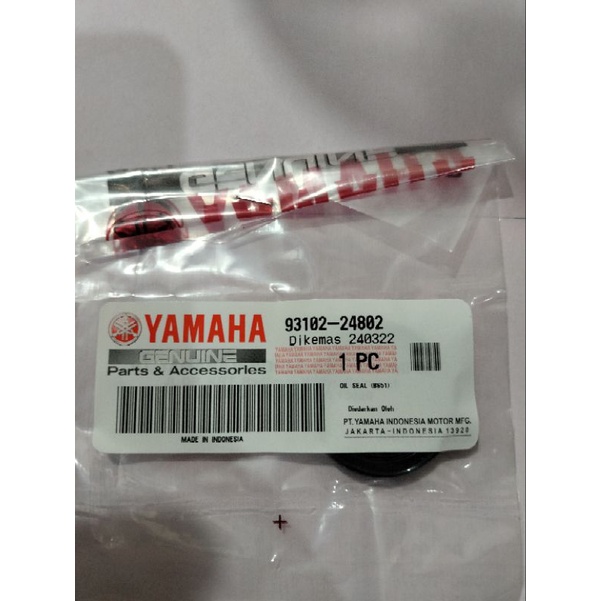 GENUINE
YAMAHA
YAMAHA
GENUINE
Parts & Accessories
93102-24802
Dikemas 240322
1 PC
OIL SEAL
Diedarkan Oleh:
PT. YAMAHA INDONESIA MOTOR MFG.
JAKARTA-INDONESIA 13920
MADE IN INDONESIA